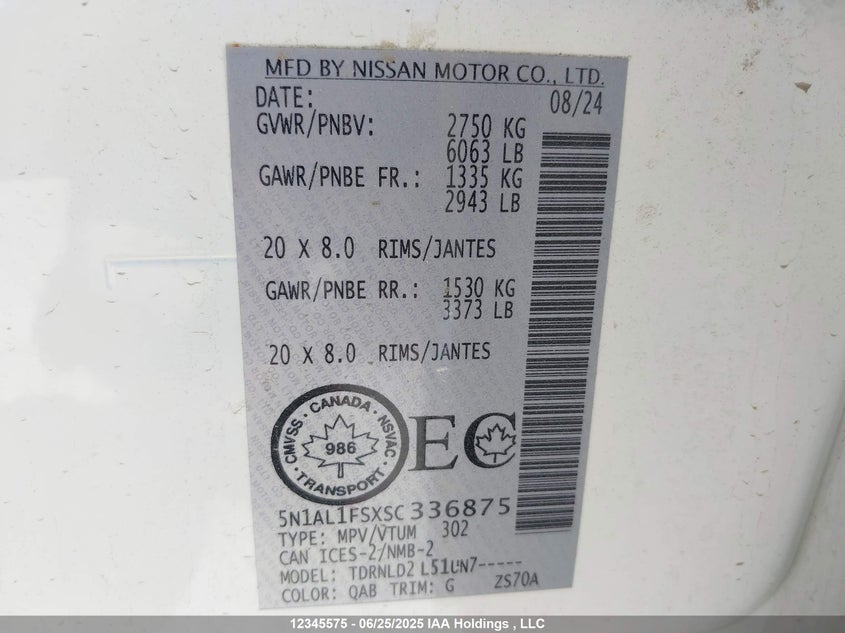 MFD BY NISSAN MOTOR CO., LTD.
DATE: 08/24
GVWR/PNBV: 2750 KG
6063 LB
GAWR/PNBE FR.: 1335 KG
2943 LB
20 X 8.0 RIMS/JANTES
GAWR/PNBE RR.: 1530 KG
3373 LB
20 X 8.0 RIMS/JANTES
CMVSS · CANADA · NSVAC · TRANSPORT ·
986
EC
5N1AL1FSXSC336875
TYPE: MPV/VTUM 302
CAN ICES-2/NMB-2
MODEL: TDRNLD2 L51UN7-----
COLOR: QAB TRIM: G ZS70A
12345575 - 06/25/2025 IAA Holdings , LLC